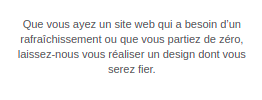 Que vous ayez un site web qui a besoin d'un
rafraîchissement ou que vous partiez de zéro,
laissez-nous vous réaliser un design dont vous
serez fier.